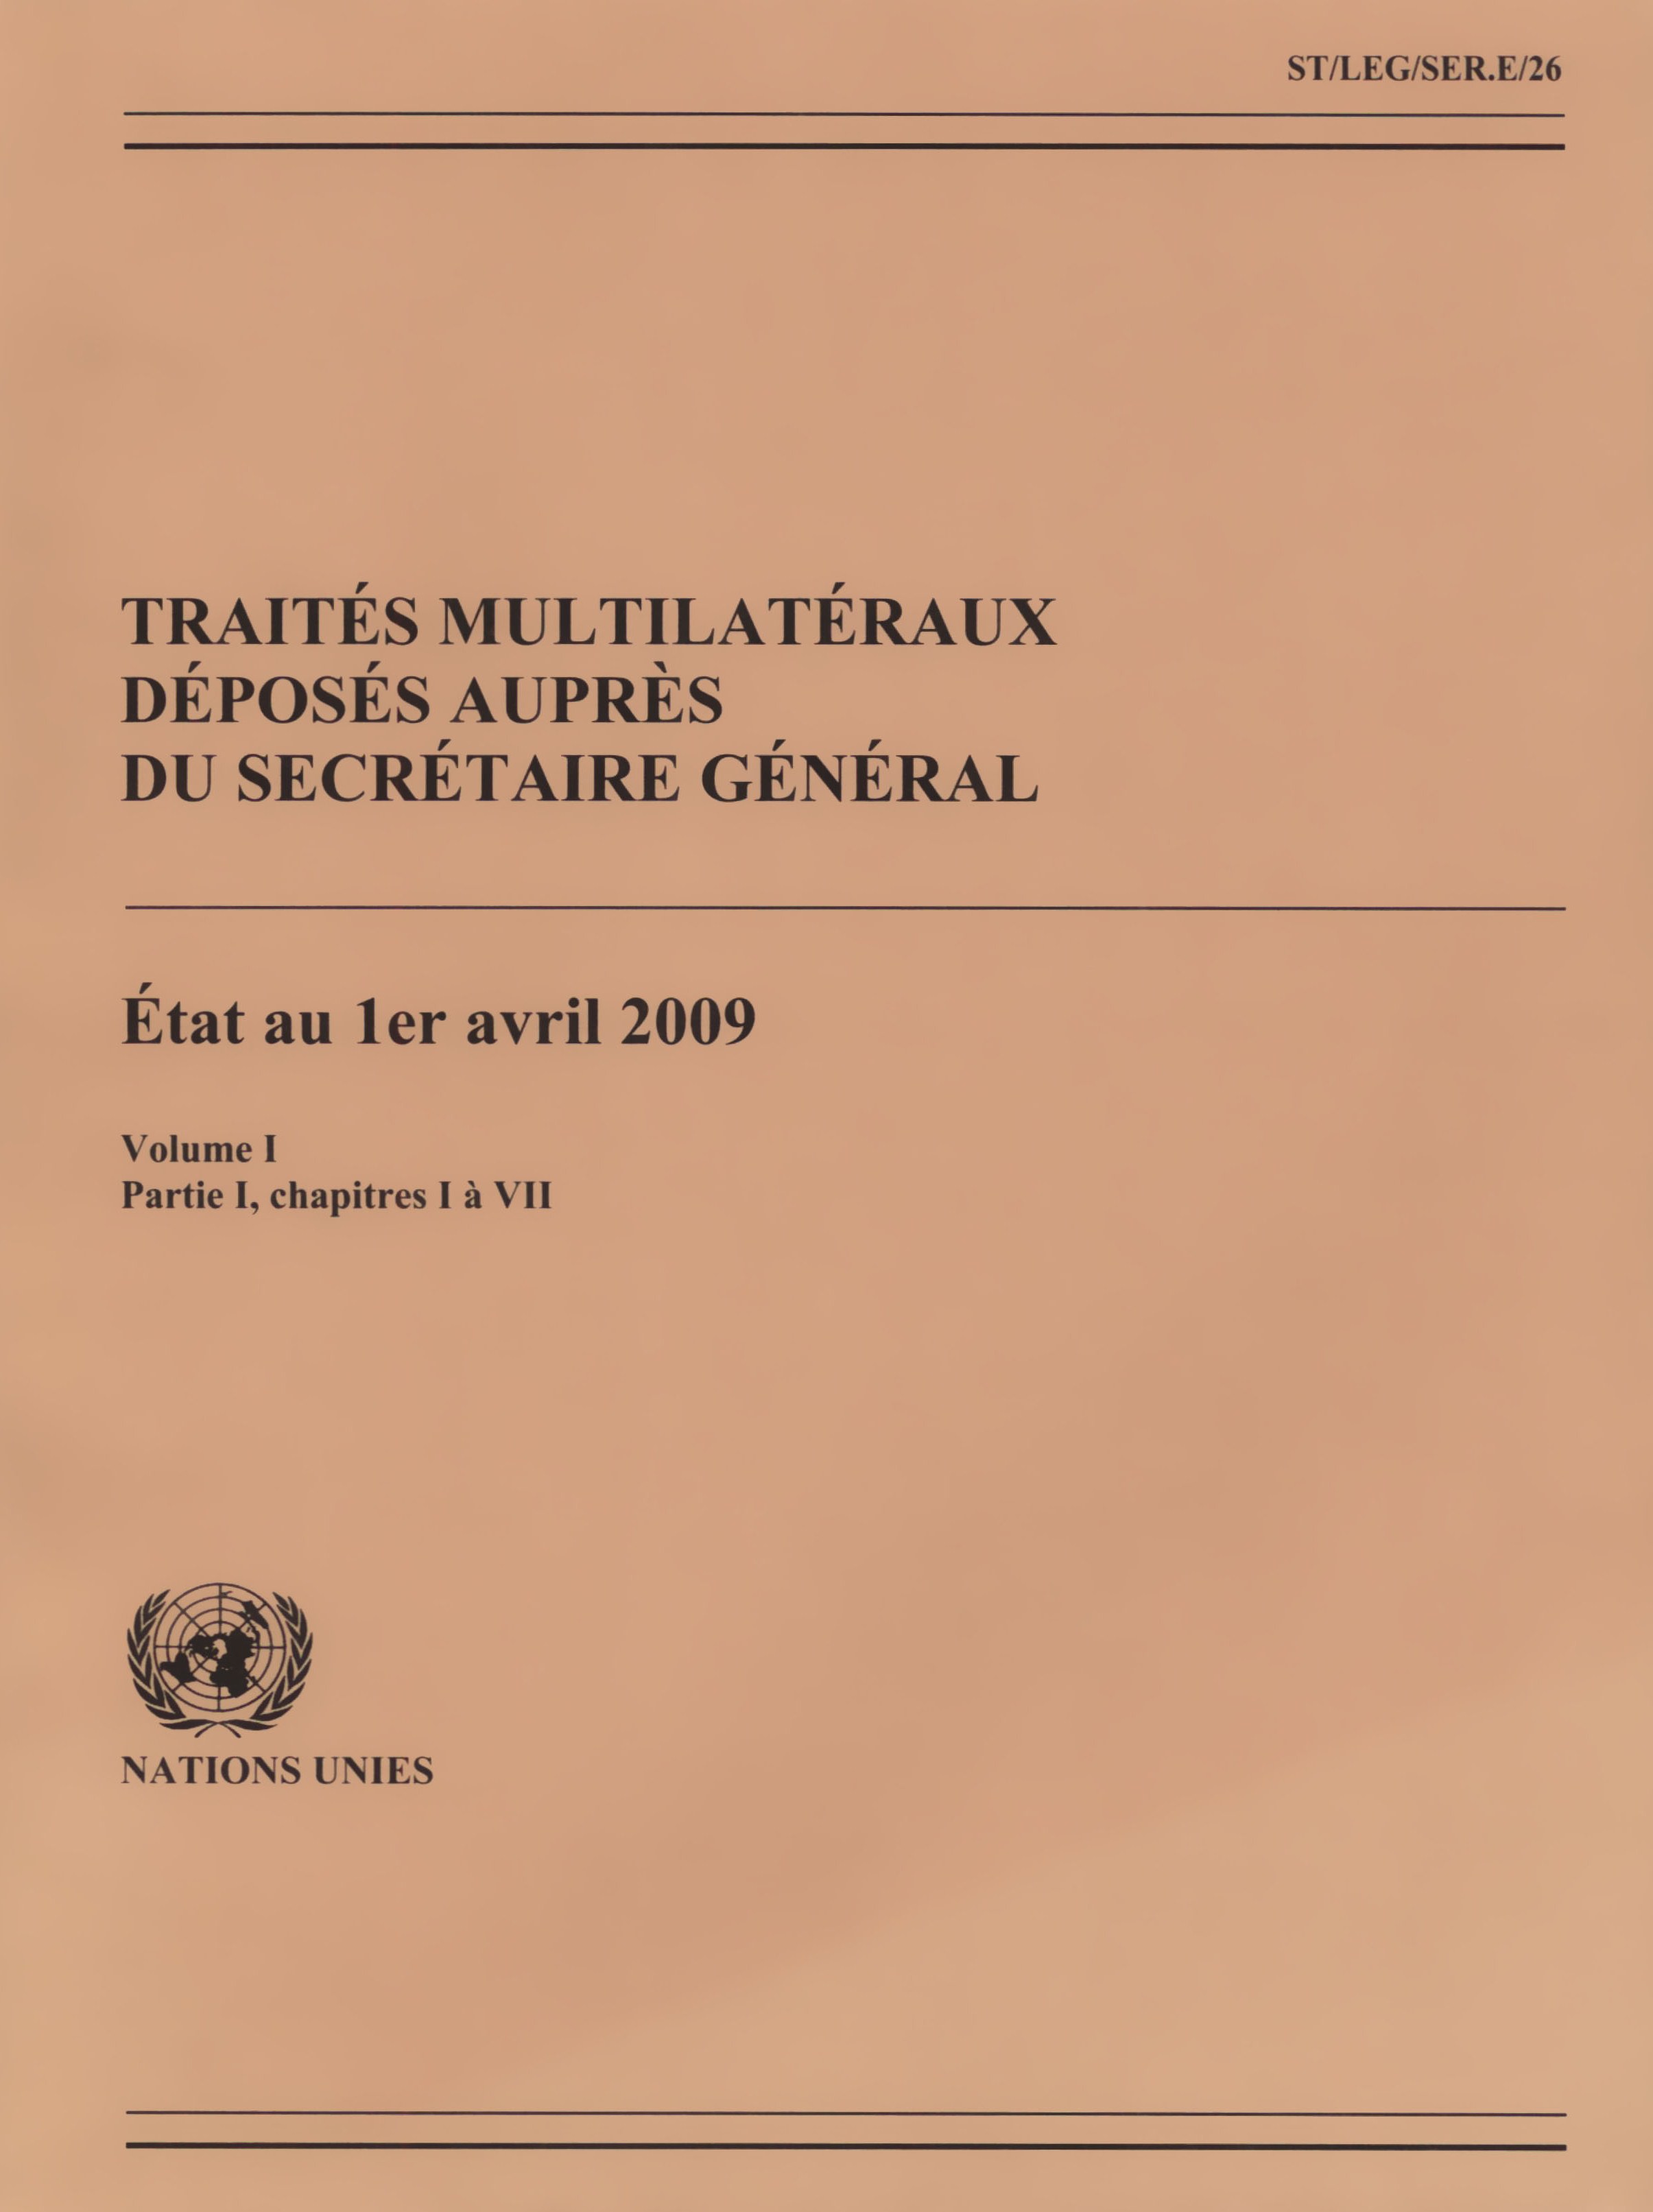 ST/LEG/SER.E/26
TRAITÉS MULTILATÉRAUX
DÉPOSÉS AUPRÈS
DU SECRÉTAIRE GÉNÉRAL
État au 1er avril 2009
Volume I
Partie I, chapitres I à VII
NATIONS UNIES